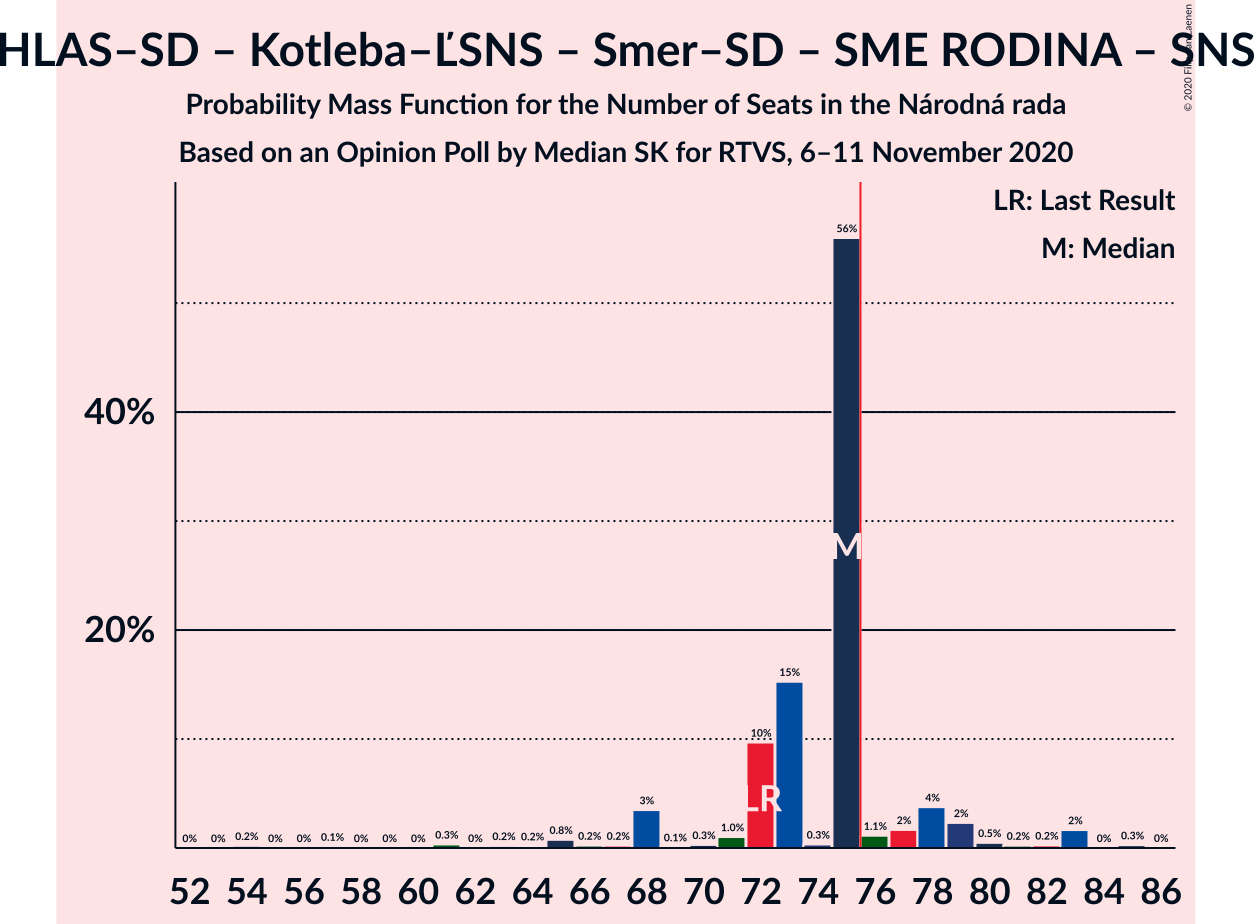 HLAS–SD – Kotleba–ĽSNS – Smer–SD – SME RODINA – SNS
Probability Mass Function for the Number of Seats in the Národná rada
Based on an Opinion Poll by Median SK for RTVS, 6–11 November 2020
© 2020 Filip van Laenen
LR: Last Result
M: Median
56%
40%
M
20%
15%
10%
LR
0% 0% 0.2% 0% 0% 0.1% 0% 0% 0% 0.3% 0% 0.2% 0.2% 0.8% 0.2% 0.2% 3% 0.1% 0.3% 1.0% 0.3% 1.1% 2% 4% 2% 0.5% 0.2% 0.2% 2% 0% 0.3% 0%
52 54 56 58 60 62 64 66 68 70 72 74 76 78 80 82 84 86